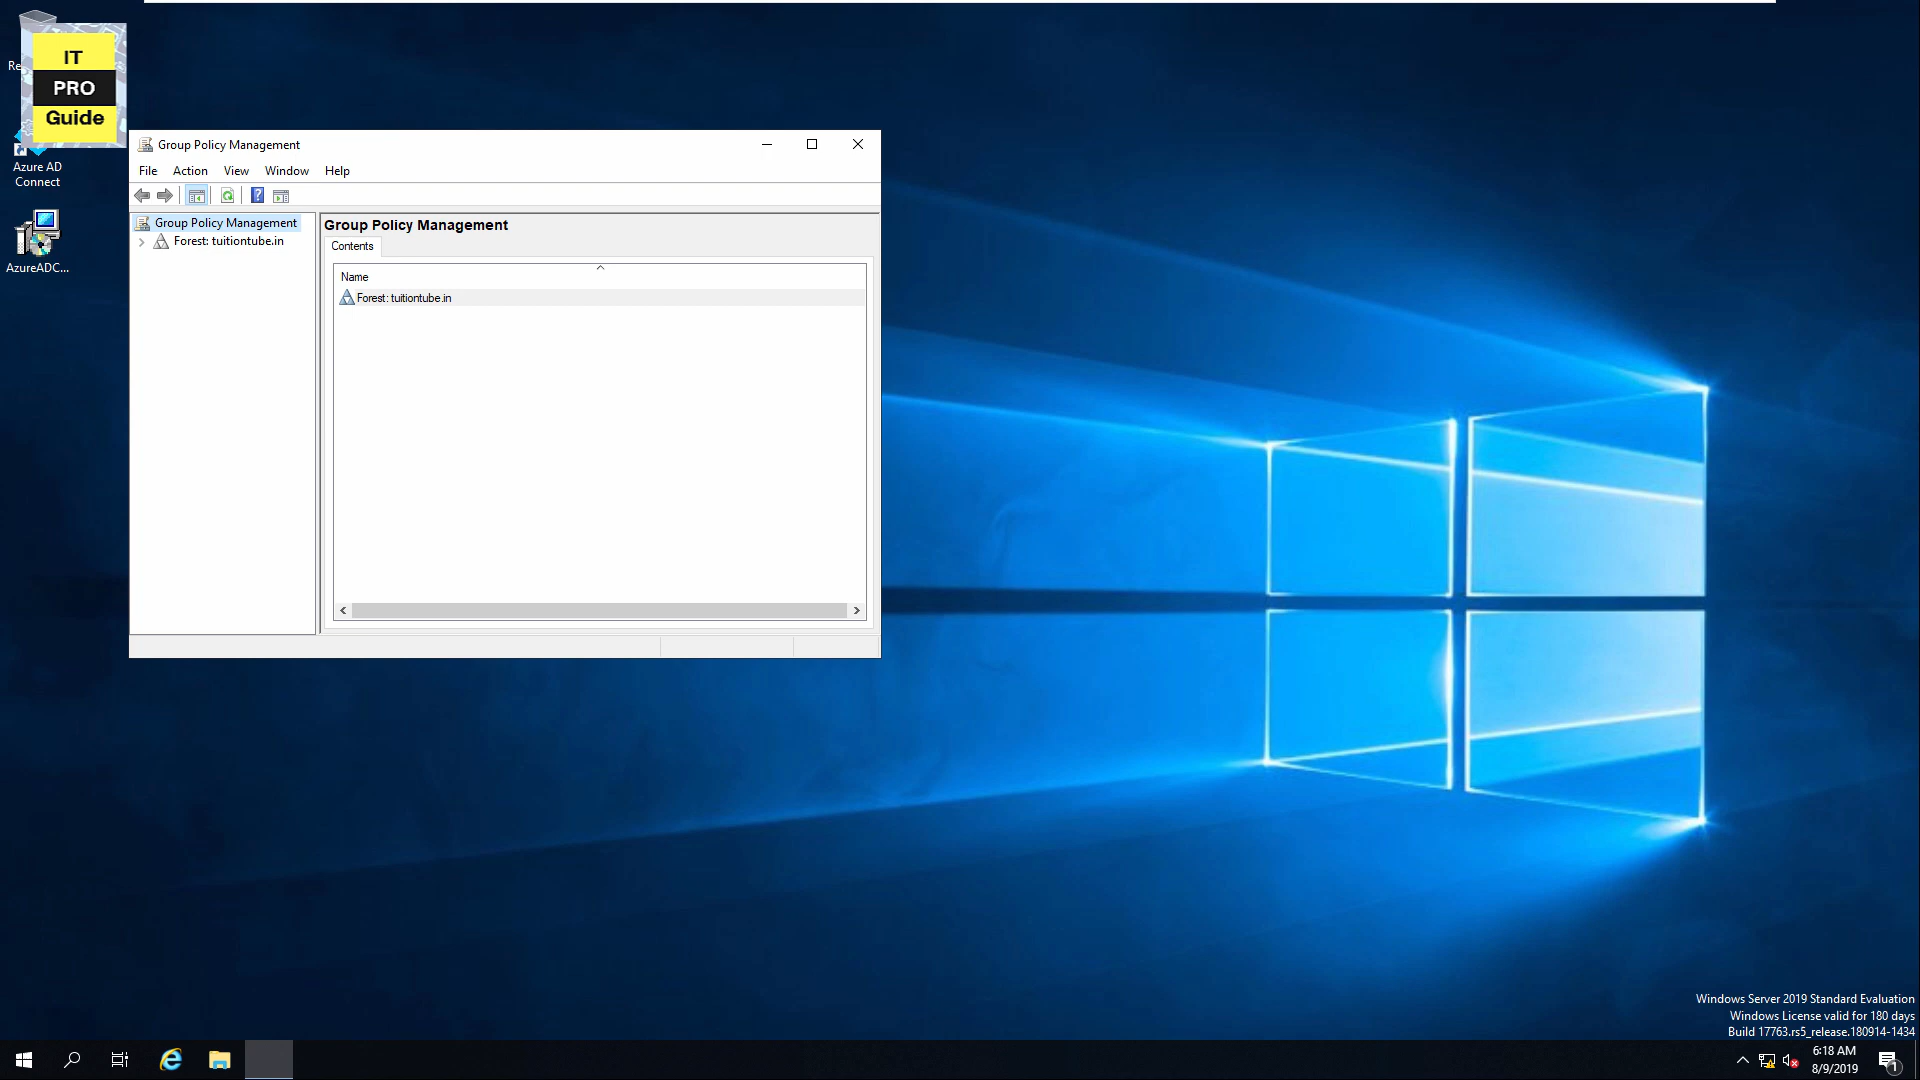 Re
IT
PRO
Guide
Azure AD
Connect
AzureADC...
Group Policy Management
File Action View Window Help
Group Policy Management
Forest: tuitiontube.in
Group Policy Management
Contents
Name
Forest: tuitiontube.in
Windows Server 2019 Standard Evaluation
Windows License valid for 180 days
Build 17763.rs5_release.180914-1434
6:18 AM
8/9/2019
1